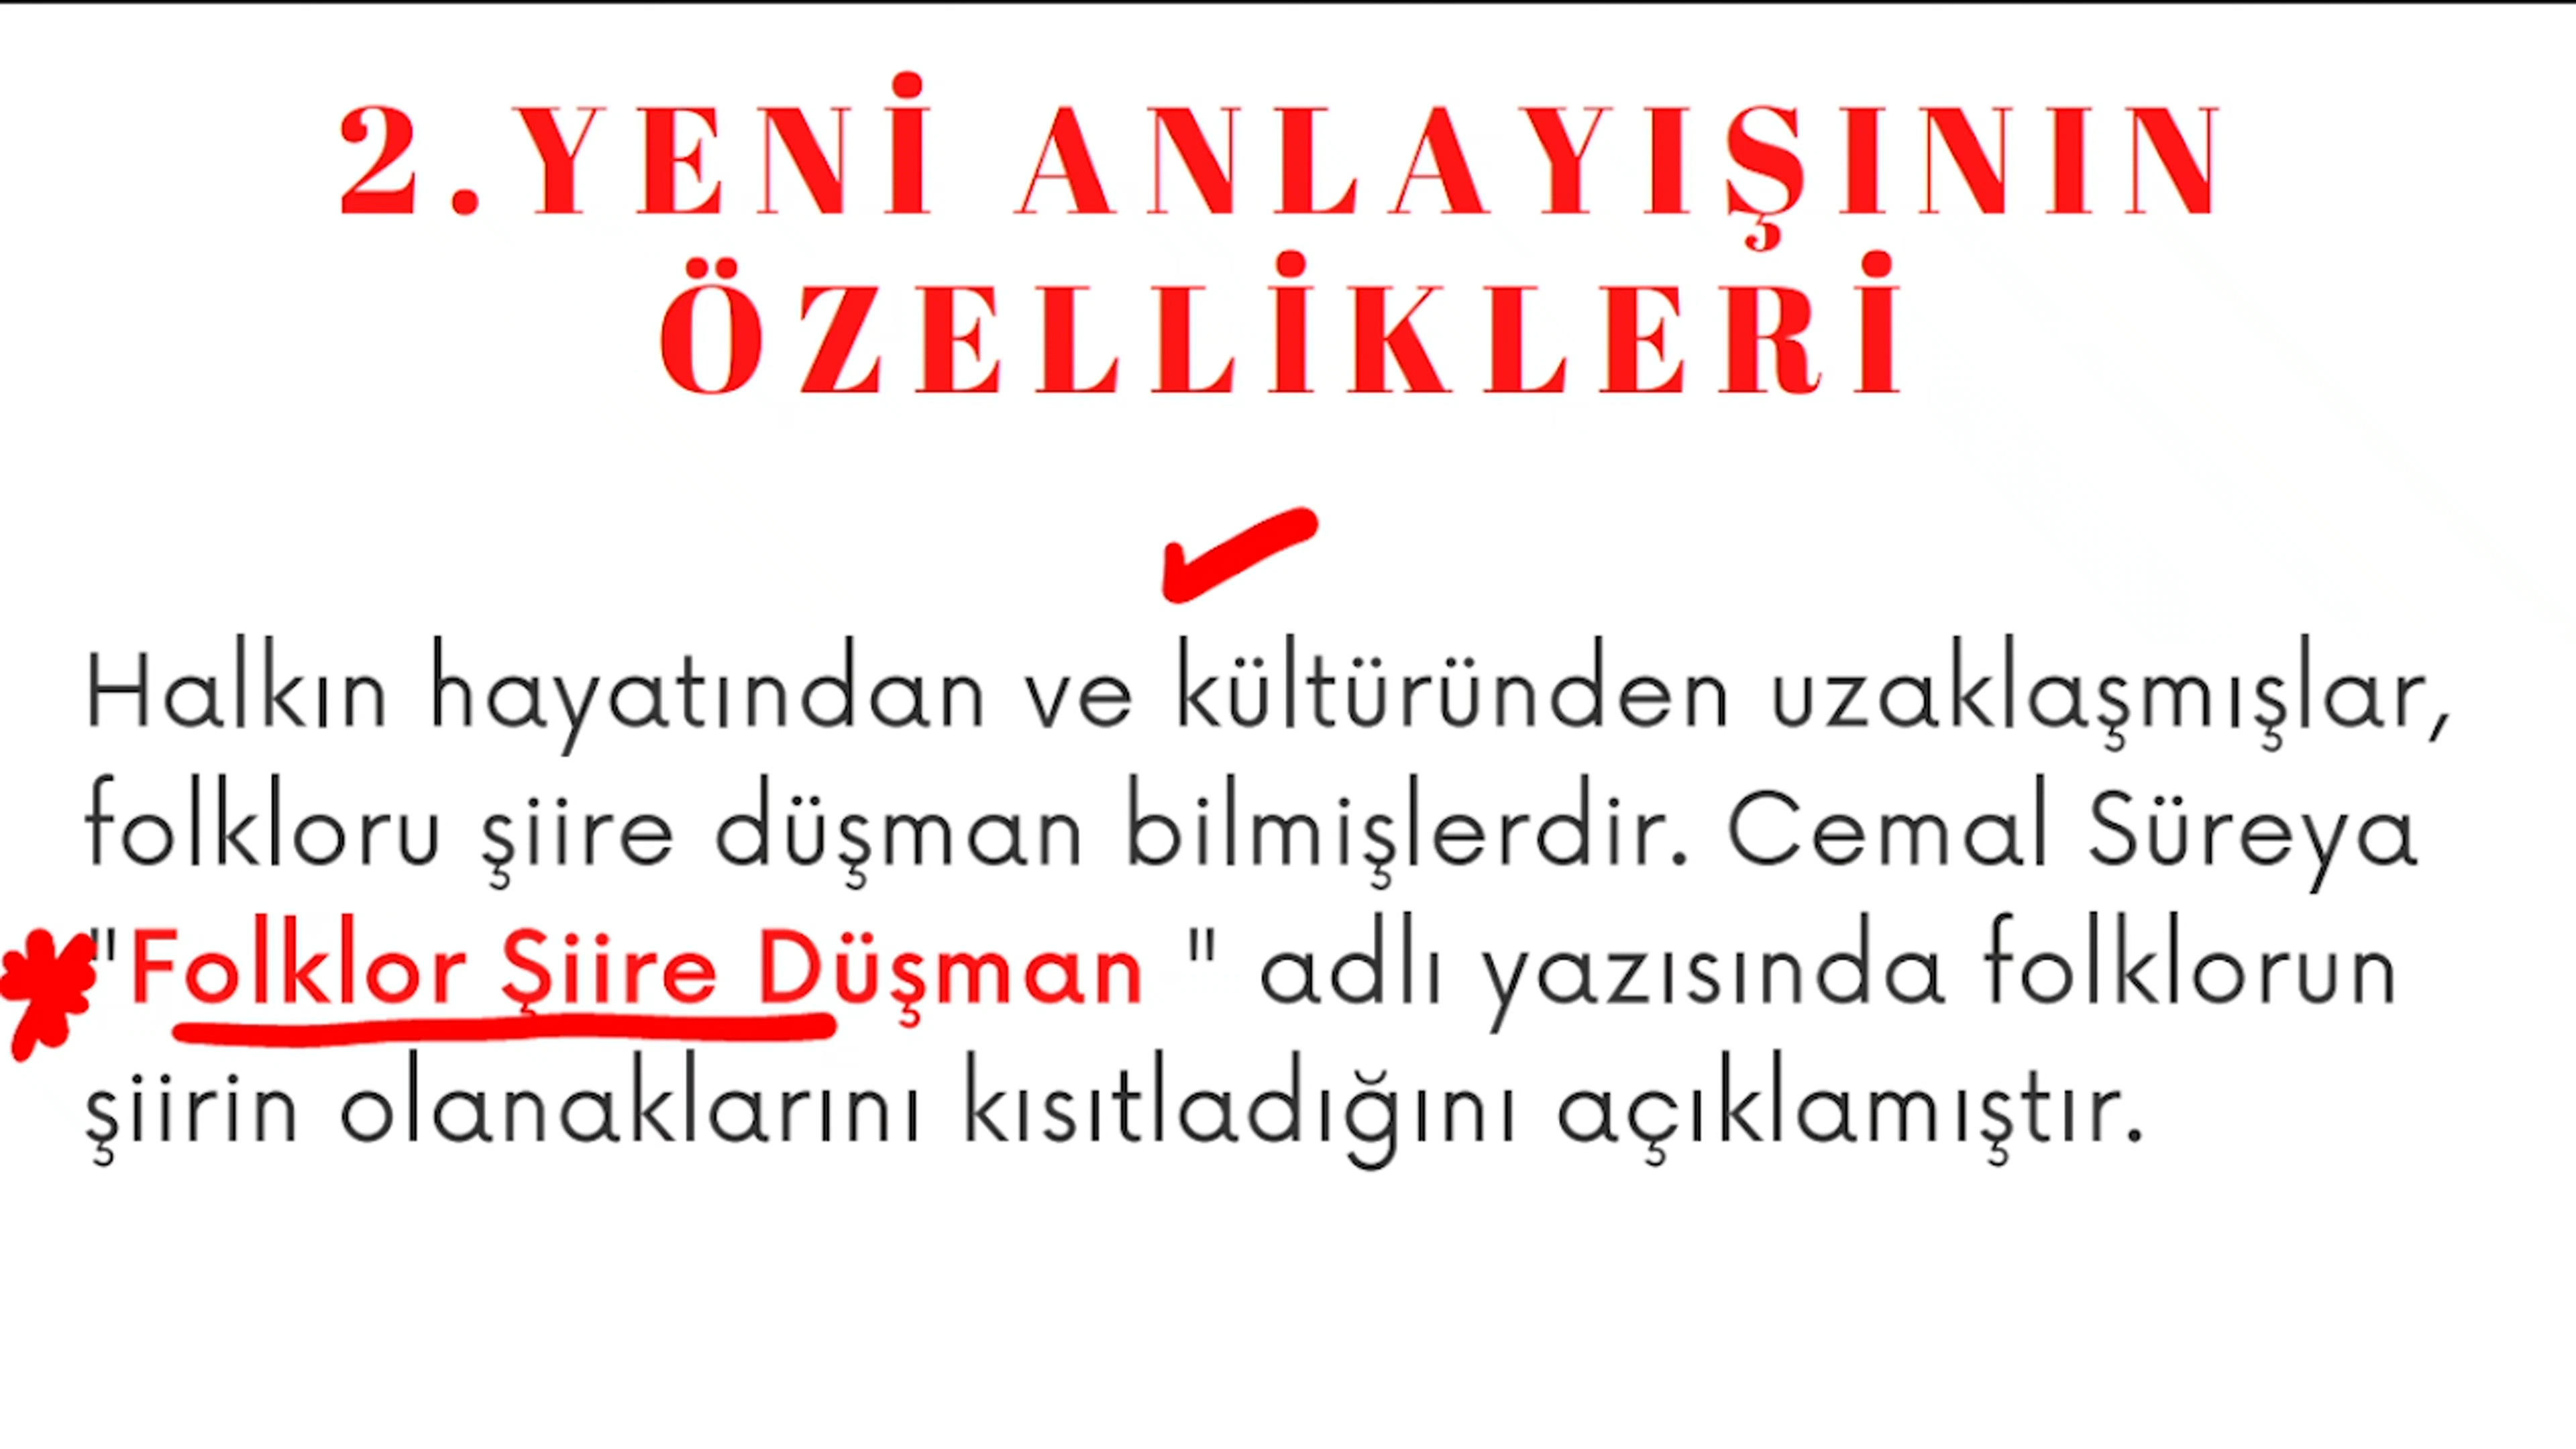 2.YENİ ANLAYIŞININ
ÖZELLİKLERİ
Halkın hayatından ve kültüründen uzaklaşmışlar,
folkloru şiire düşman bilmişlerdir. Cemal Süreya
"Folklor Şiire Düşman " adlı yazısında folklorun
şiirin olanaklarını kısıtladığını açıklamıştır.